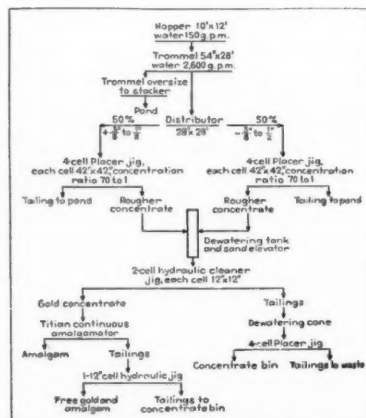 Hopper 10'x12'
water 150 g.p.m.
Trommel 54"x28'
water 2,600 g.p.m.
Trommel oversize
to stacker
Pond
50%
Distributor
50%
28"x28"
4-cell Placer jig,
each cell 42"x42", concentration
ratio 70 to 1
4-cell Placer jig,
each cell 42"x42", concentration
ratio 70 to 1
Tailing to pond
Rougher
concentrate
Rougher
concentrate
Tailing to pond
Dewatering tank
and sand elevator
2-cell hydraulic cleaner
jig, each cell 12"x12"
Gold concentrate
Tailings
Titian continuous
amalgamator
Dewatering cone
Amalgam
Tailings
4-cell Placer jig
1-12" cell hydraulic jig
Concentrate bin
Tailings to waste
Free gold and
amalgam
Tailings to
concentrate bin